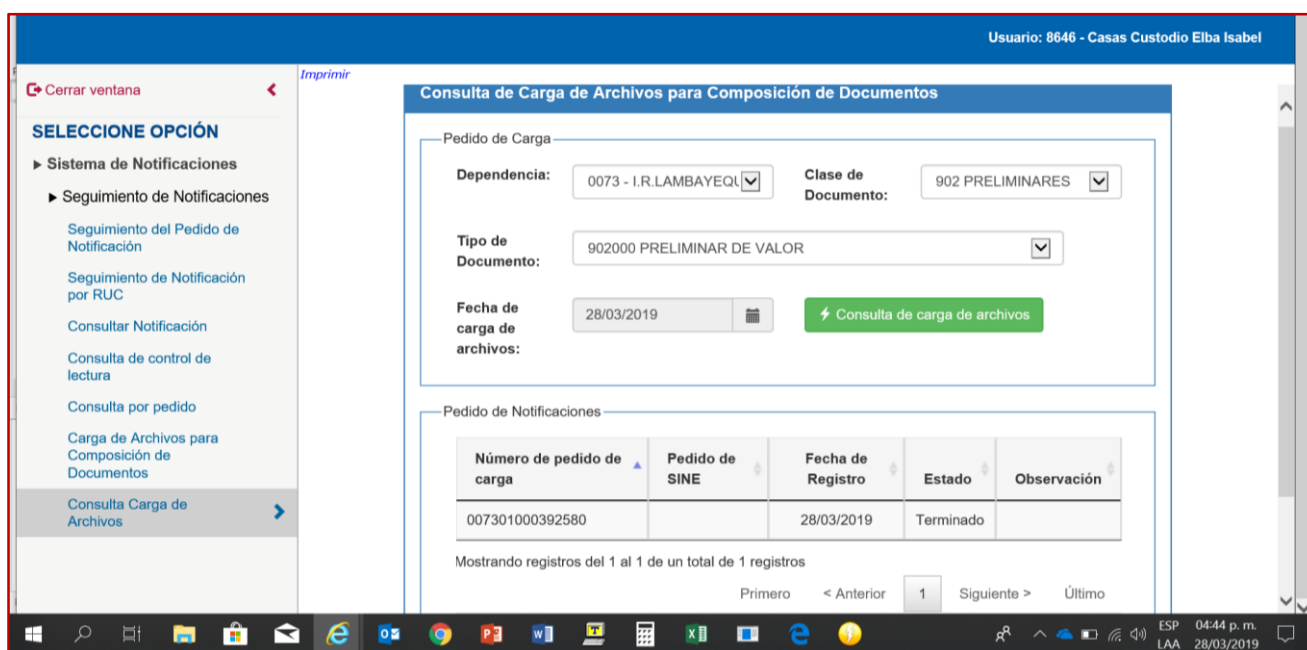 Usuario: 8646 - Casas Custodio Elba Isabel
Cerrar ventana
Imprimir
SELECCIONE OPCIÓN
Sistema de Notificaciones
Seguimiento de Notificaciones
Seguimiento del Pedido de
Notificación
Seguimiento de Notificación
por RUC
Consultar Notificación
Consulta de control de
lectura
Consulta por pedido
Carga de Archivos para
Composición de
Documentos
Consulta Carga de
Archivos
Consulta de Carga de Archivos para Composición de Documentos
Pedido de Carga
Dependencia: 0073 - I.R.LAMBAYEQU
Clase de
Documento: 902 PRELIMINARES
Tipo de
Documento: 902000 PRELIMINAR DE VALOR
Fecha de
carga de
archivos: 28/03/2019
Consulta de carga de archivos
Pedido de Notificaciones
Número de pedido de
carga
Pedido de
SINE
Fecha de
Registro
Estado
Observación
007301000392580 28/03/2019 Terminado
Mostrando registros del 1 al 1 de un total de 1 registros
Primero < Anterior 1 Siguiente > Último
ESP 04:44 p. m.
LAA 28/03/2019